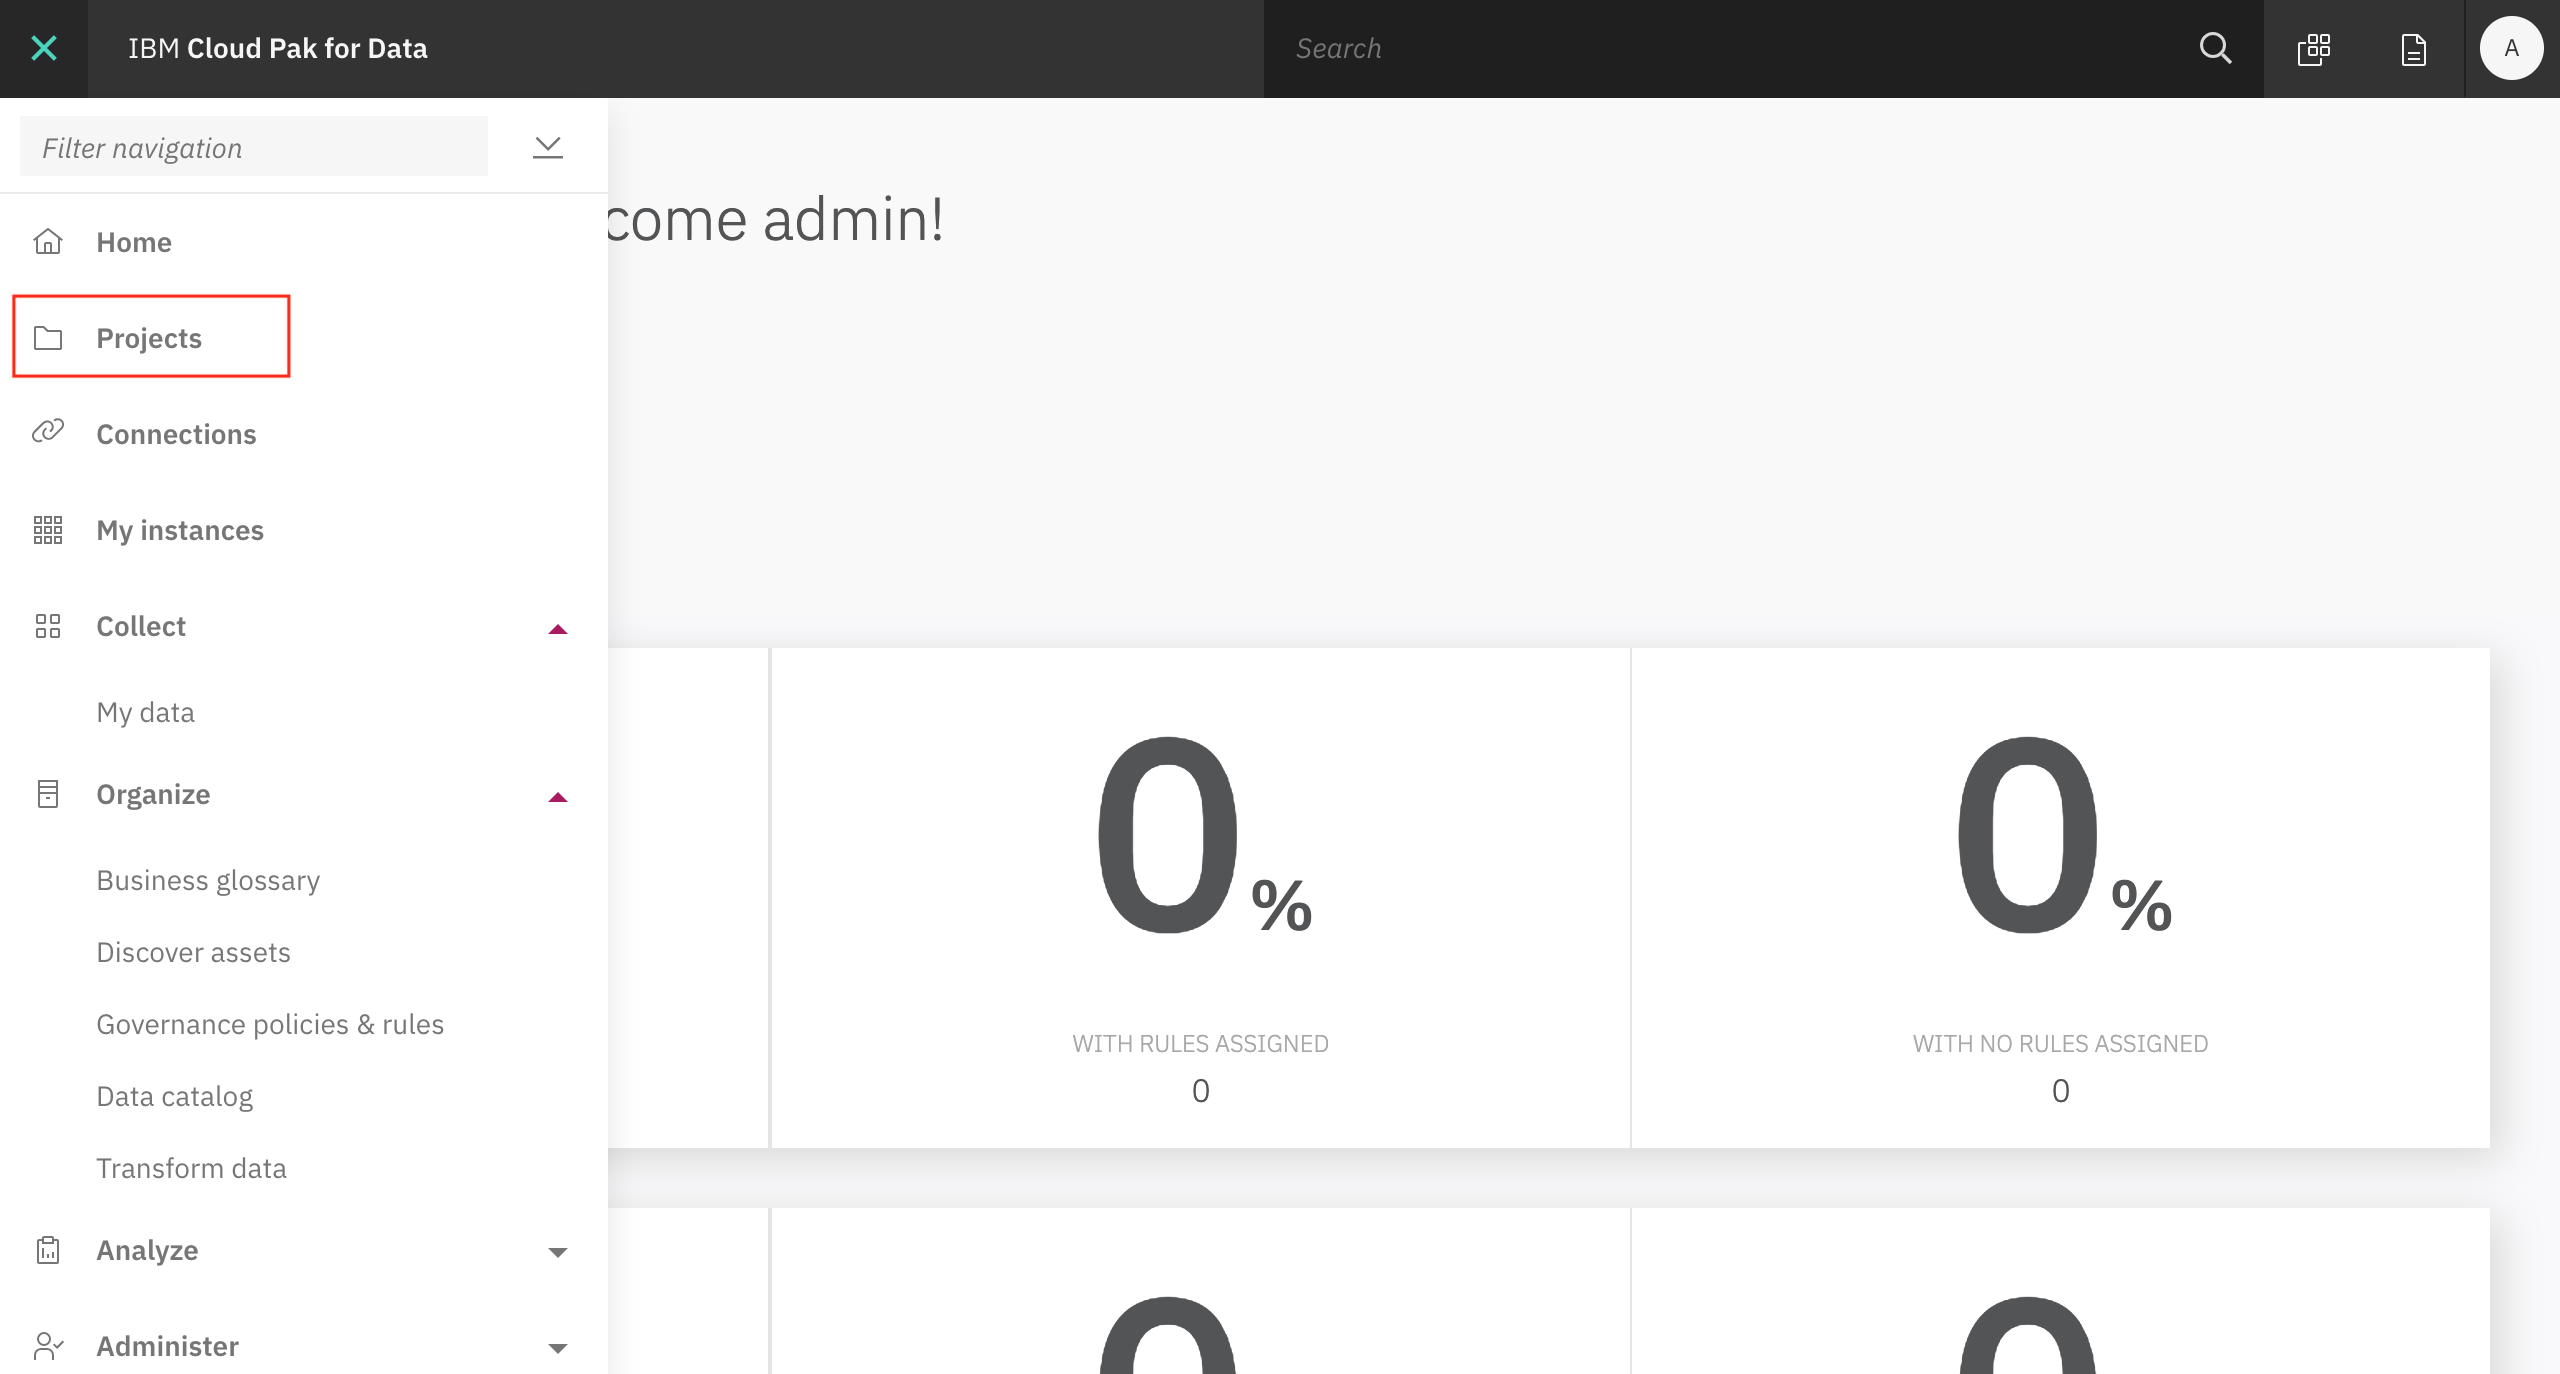 IBM Cloud Pak for Data
Search
A
Filter navigation
Home
Projects
Connections
My instances
Collect
My data
Organize
Business glossary
Discover assets
Governance policies & rules
Data catalog
Transform data
Analyze
Administer
come admin!
0%
WITH RULES ASSIGNED
0
0%
WITH NO RULES ASSIGNED
0
0
0